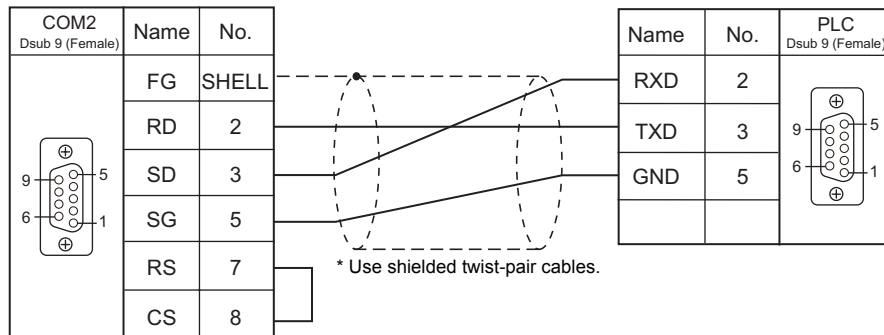 COM2
Dsub 9 (Female)
Name No.
FG SHELL
RD 2
SD 3
SG 5
RS 7
CS 8
9
6
5
1
* Use shielded twist-pair cables.
Name No.
RXD 2
TXD 3
GND 5
PLC
Dsub 9 (Female)
9
6
5
1